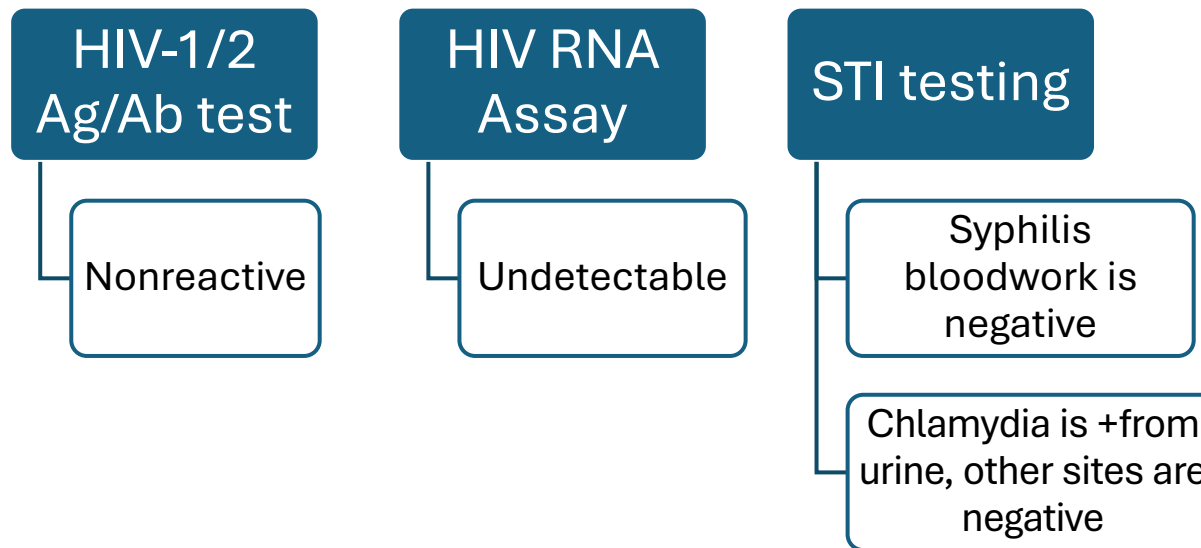 HIV-1/2
Ag/Ab test
Nonreactive
HIV RNA
Assay
Undetectable
STI testing
Syphilis
bloodwork is
negative
Chlamydia is +from
urine, other sites are
negative